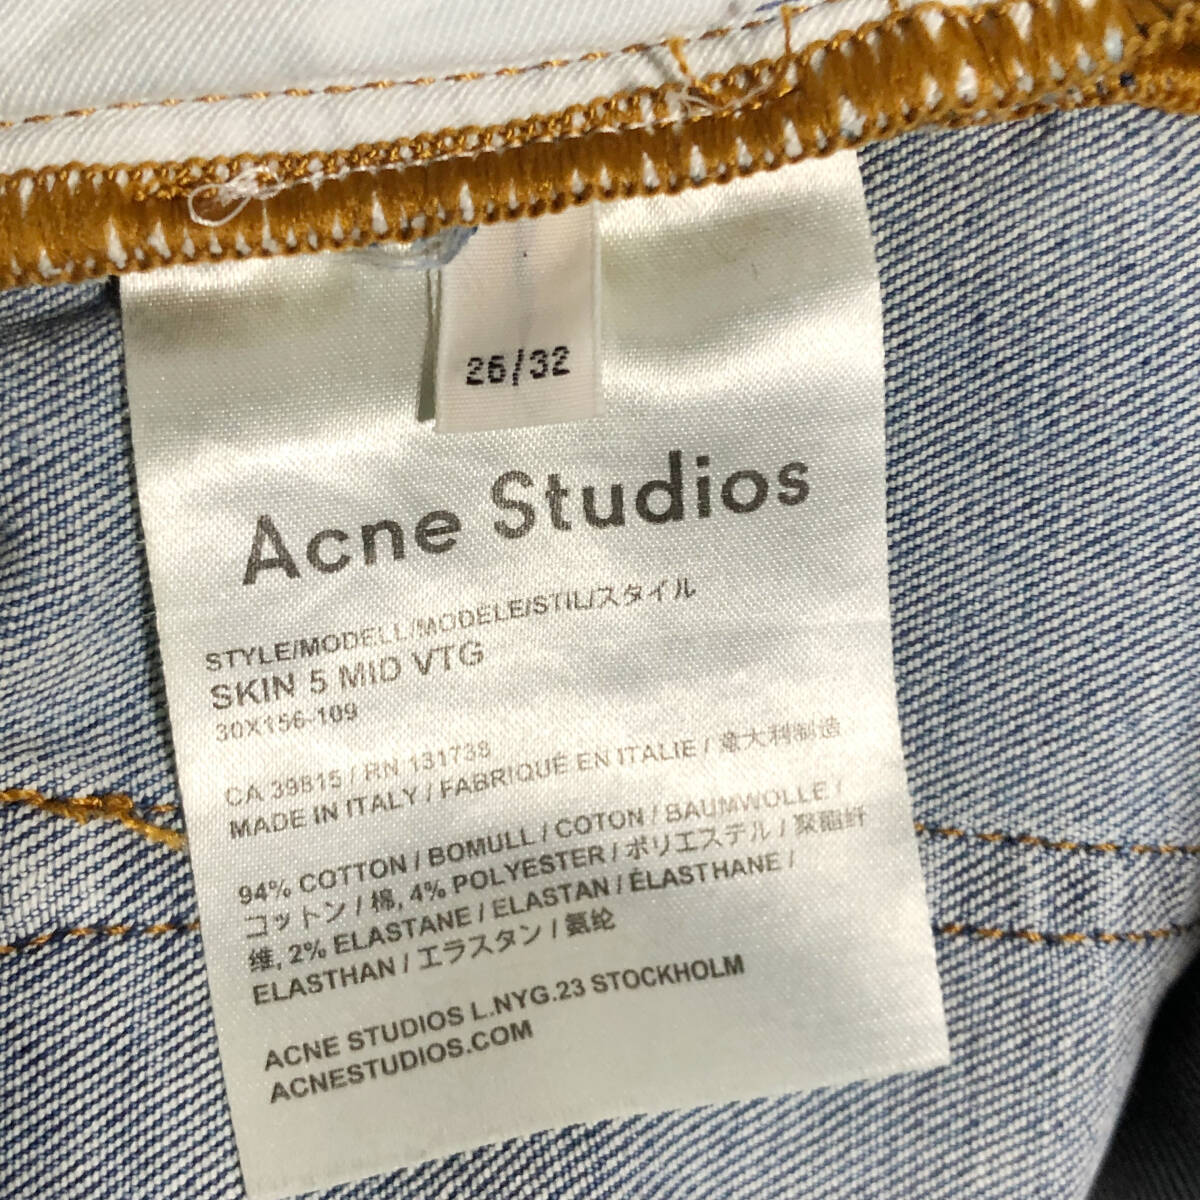 26/32
Acne Studios
STYLE/MODELL/MODÈLE/STIL/スタイル
SKIN 5 MID VTG
30X156-109
CA 39815 / RN 131738
MADE IN ITALY / FABRIQUÉ EN ITALIE / 意大利制造
94% COTTON / BOMULL / COTON / BAUMWOLLE /
コットン / 棉, 4% POLYESTER / ポリエステル / 聚酯纤
维, 2% ELASTANE / ELASTAN / ÉLASTHANE /
ELASTHAN / エラスタン / 氨纶
ACNE STUDIOS L.NYG.23 STOCKHOLM
ACNESTUDIOS.COM